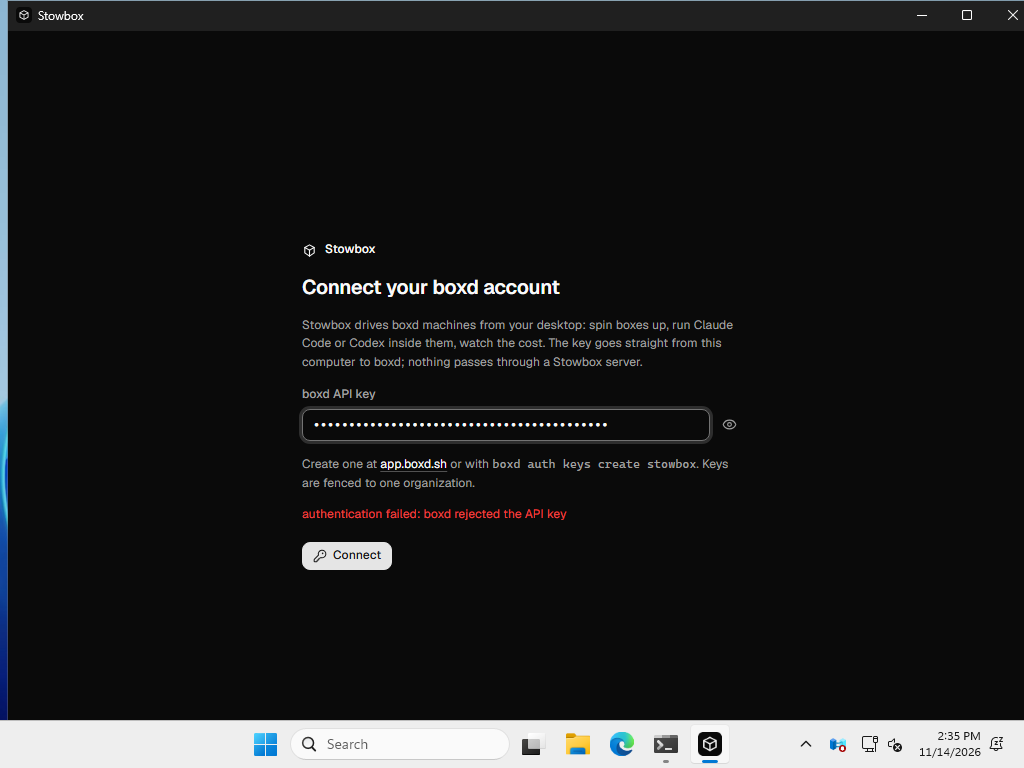 Stowbox
Stowbox
Connect your boxd account
Stowbox drives boxd machines from your desktop: spin boxes up, run Claude
Code or Codex inside them, watch the cost. The key goes straight from this
computer to boxd; nothing passes through a Stowbox server.
boxd API key
••••••••••••••••••••••••••••••••••••••••••
Create one at app.boxd.sh or with boxd auth keys create stowbox. Keys
are fenced to one organization.
authentication failed: boxd rejected the API key
Connect
Search
2:35 PM
11/14/2026